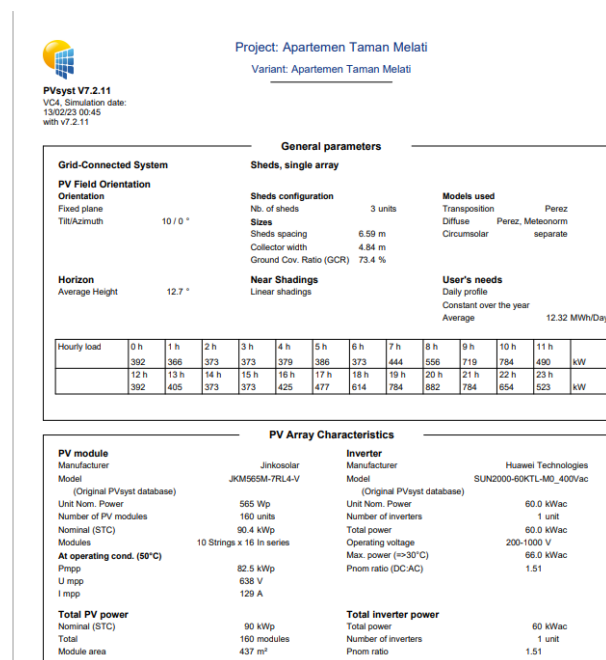 Project: Apartemen Taman Melati
Variant: Apartemen Taman Melati
PVsyst V7.2.11
VC4, Simulation date:
13/02/23 00:45
with v7.2.11
General parameters
Grid-Connected System Sheds, single array
PV Field Orientation
Orientation Sheds configuration Models used
Fixed plane Nb. of sheds 3 units Transposition Perez
Tilt/Azimuth 10 / 0 ° Sizes Diffuse Perez, Meteonorm
Sheds spacing 6.59 m Circumsolar separate
Collector width 4.84 m
Ground Cov. Ratio (GCR) 73.4 %
Horizon Near Shadings User's needs
Average Height 12.7 ° Linear shadings Daily profile
Constant over the year
Average 12.32 MWh/Day
Hourly load 0 h 1 h 2 h 3 h 4 h 5 h 6 h 7 h 8 h 9 h 10 h 11 h
392 366 373 373 379 386 373 444 556 719 784 490 kW
12 h 13 h 14 h 15 h 16 h 17 h 18 h 19 h 20 h 21 h 22 h 23 h
392 405 373 373 425 477 614 784 882 784 654 523 kW
PV Array Characteristics
PV module Inverter
Manufacturer Jinkosolar Manufacturer Huawei Technologies
Model JKM565M-7RL4-V Model SUN2000-60KTL-M0_400Vac
(Original PVsyst database) (Original PVsyst database)
Unit Nom. Power 565 Wp Unit Nom. Power 60.0 kWac
Number of PV modules 160 units Number of inverters 1 unit
Nominal (STC) 90.4 kWp Total power 60.0 kWac
Modules 10 Strings x 16 In series Operating voltage 200-1000 V
At operating cond. (50°C) Max. power (=>30°C) 66.0 kWac
Pmpp 82.5 kWp Pnom ratio (DC:AC) 1.51
U mpp 638 V
I mpp 129 A
Total PV power Total inverter power
Nominal (STC) 90 kWp Total power 60 kWac
Total 160 modules Number of inverters 1 unit
Module area 437 m² Pnom ratio 1.51